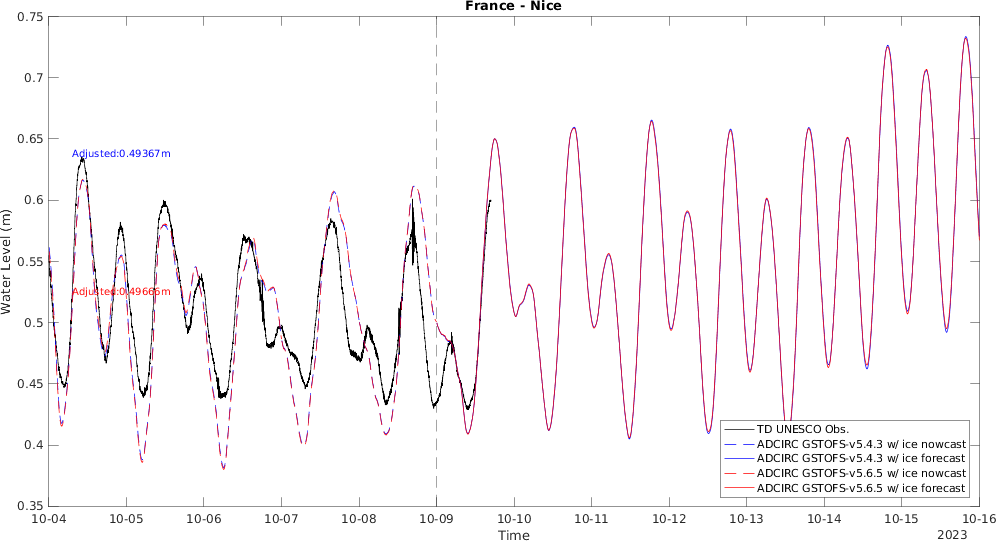 France - Nice
0.75
0.7
0.65
0.6
0.55
0.5
0.45
0.4
0.35
Water Level (m)
Adjusted:0.49367m
Adjusted:0.49666m
TD UNESCO Obs.
ADCIRC GSTOFS-v5.4.3 w/ ice nowcast
ADCIRC GSTOFS-v5.4.3 w/ ice forecast
ADCIRC GSTOFS-v5.6.5 w/ ice nowcast
ADCIRC GSTOFS-v5.6.5 w/ ice forecast
10-04 10-05 10-06 10-07 10-08 10-09 10-10 10-11 10-12 10-13 10-14 10-15 10-16
Time
2023